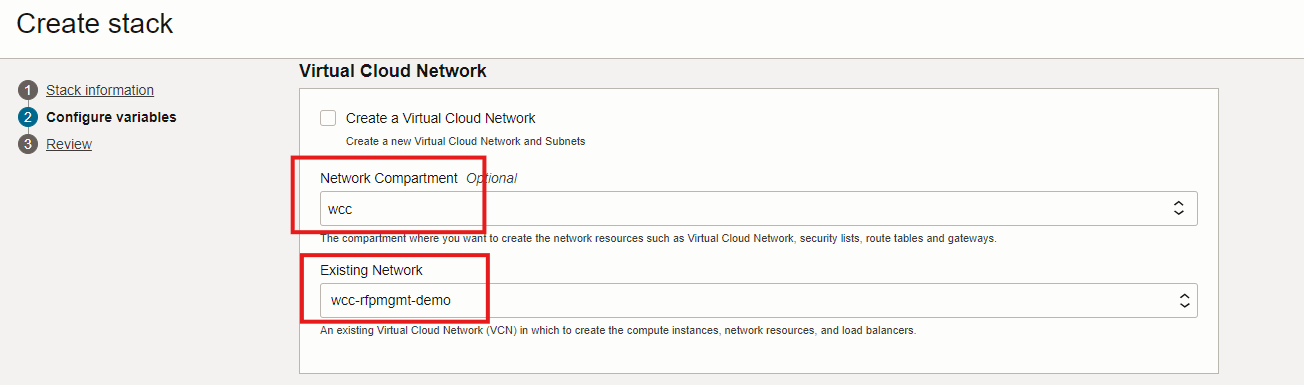 Create stack
1 Stack information
2 Configure variables
3 Review
Virtual Cloud Network
Create a Virtual Cloud Network
Create a new Virtual Cloud Network and Subnets
Network Compartment Optional
wcc
The compartment where you want to create the network resources such as Virtual Cloud Network, security lists, route tables and gateways.
Existing Network
wcc-rfpmgmt-demo
An existing Virtual Cloud Network (VCN) in which to create the compute instances, network resources, and load balancers.